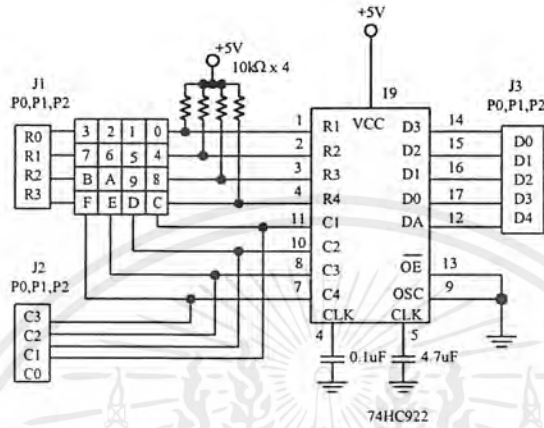 +5V
+5V
10kΩ x 4
J1
P0,P1,P2
R0
R1
R2
R3
3 2 1 0
7 6 5 4
B A 9 8
F E D C
J2
P0,P1,P2
C3
C2
C1
C0
19
VCC
1 R1
2 R2
3 R3
4 R4
11 C1
10 C2
8 C3
7 C4
D3 14
D2 15
D1 16
D0 17
DA 12
OE 13
OSC 9
CLK CLK
4 5
0.1uF
4.7uF
74HC922
J3
P0,P1,P2
D0
D1
D2
D3
D4